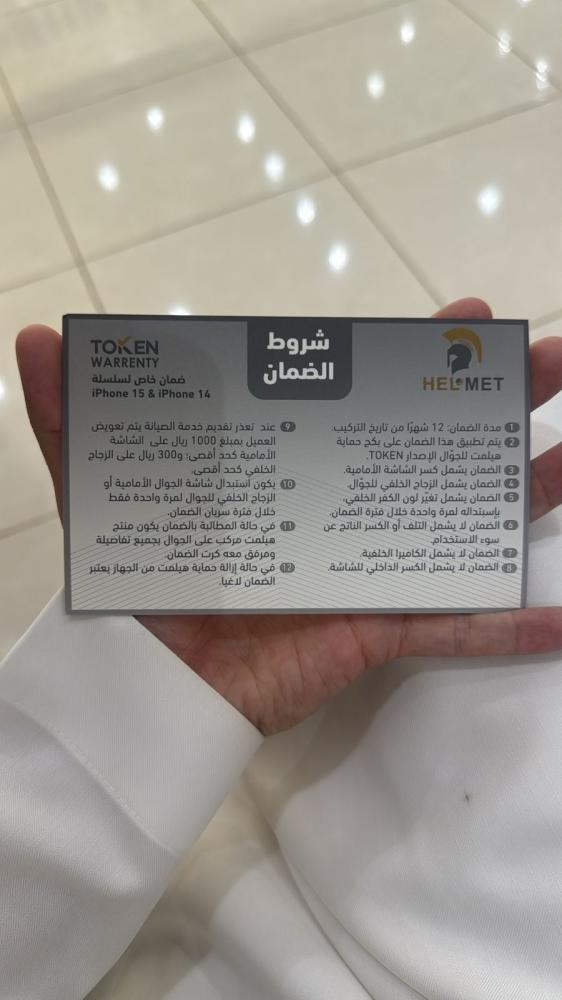 شروط
الضمان
HELMET
TOKEN
WARRENTY
ضمان خاص لسلسلة
iPhone 15 & iPhone 14
1 مدة الضمان: 12 شهرًا من تاريخ التركيب.
2 يتم تطبيق هذا الضمان على بكج حماية
هيلمت للجوال الإصدار TOKEN.
3 الضمان يشمل كسر الشاشة الأمامية.
4 الضمان يشمل الزجاج الخلفي للجوّال.
5 الضمان يشمل تغيّر لون الكفر الخلفي،
بإستبداله لمرة واحدة خلال فترة الضمان.
6 الضمان لا يشمل التلف أو الكسر الناتج عن
سوء الاستخدام.
7 الضمان لا يشمل الكاميرا الخلفية.
8 الضمان لا يشمل الكسر الداخلي للشاشة.
9 عند تعذر تقديم خدمة الصيانة يتم تعويض
العميل بمبلغ 1000 ريال على الشاشة
الأمامية كحد أقصى، و300 ريال على الزجاج
الخلفي كحد أقصى.
10 يكون استبدال شاشة الجوال الأمامية أو
الزجاج الخلفي للجوال لمرة واحدة فقط
خلال فترة سريان الضمان.
11 في حالة المطالبة بالضمان يكون منتج
هيلمت مركب على الجوال بجميع تفاصيلة
ومرفق معه كرت الضمان.
12 في حالة إزالة حماية هيلمت من الجهاز يعتبر
الضمان لاغيا.